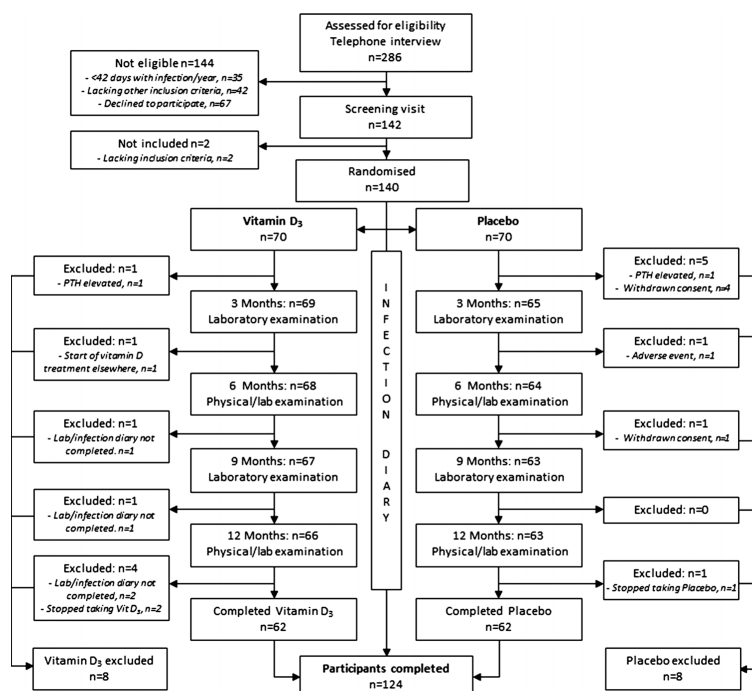 Assessed for eligibility
Telephone interview
n=286
Not eligible n=144
- <42 days with infection/year, n=35
- Lacking other inclusion criteria, n=42
- Declined to participate, n=67
Screening visit
n=142
Not included n=2
- Lacking inclusion criteria, n=2
Randomised
n=140
Vitamin D₃
n=70
Placebo
n=70
INFECTION DIARY
Excluded: n=1
- PTH elevated, n=1
Excluded: n=5
- PTH elevated, n=1
- Withdrawn consent, n=4
3 Months: n=69
Laboratory examination
3 Months: n=65
Laboratory examination
Excluded: n=1
- Start of vitamin D
treatment elsewhere, n=1
Excluded: n=1
- Adverse event, n=1
6 Months: n=68
Physical/lab examination
6 Months: n=64
Physical/lab examination
Excluded: n=1
- Lab/infection diary not
completed. n=1
Excluded: n=1
- Withdrawn consent, n=1
9 Months: n=67
Laboratory examination
9 Months: n=63
Laboratory examination
Excluded: n=1
- Lab/infection diary not
completed. n=1
Excluded: n=0
12 Months: n=66
Physical/lab examination
12 Months: n=63
Physical/lab examination
Excluded: n=4
- Lab/infection diary not
completed, n=2
- Stopped taking Vit D₃, n=2
Excluded: n=1
- Stopped taking Placebo, n=1
Completed Vitamin D₃
n=62
Completed Placebo
n=62
Vitamin D₃ excluded
n=8
Participants completed
n=124
Placebo excluded
n=8